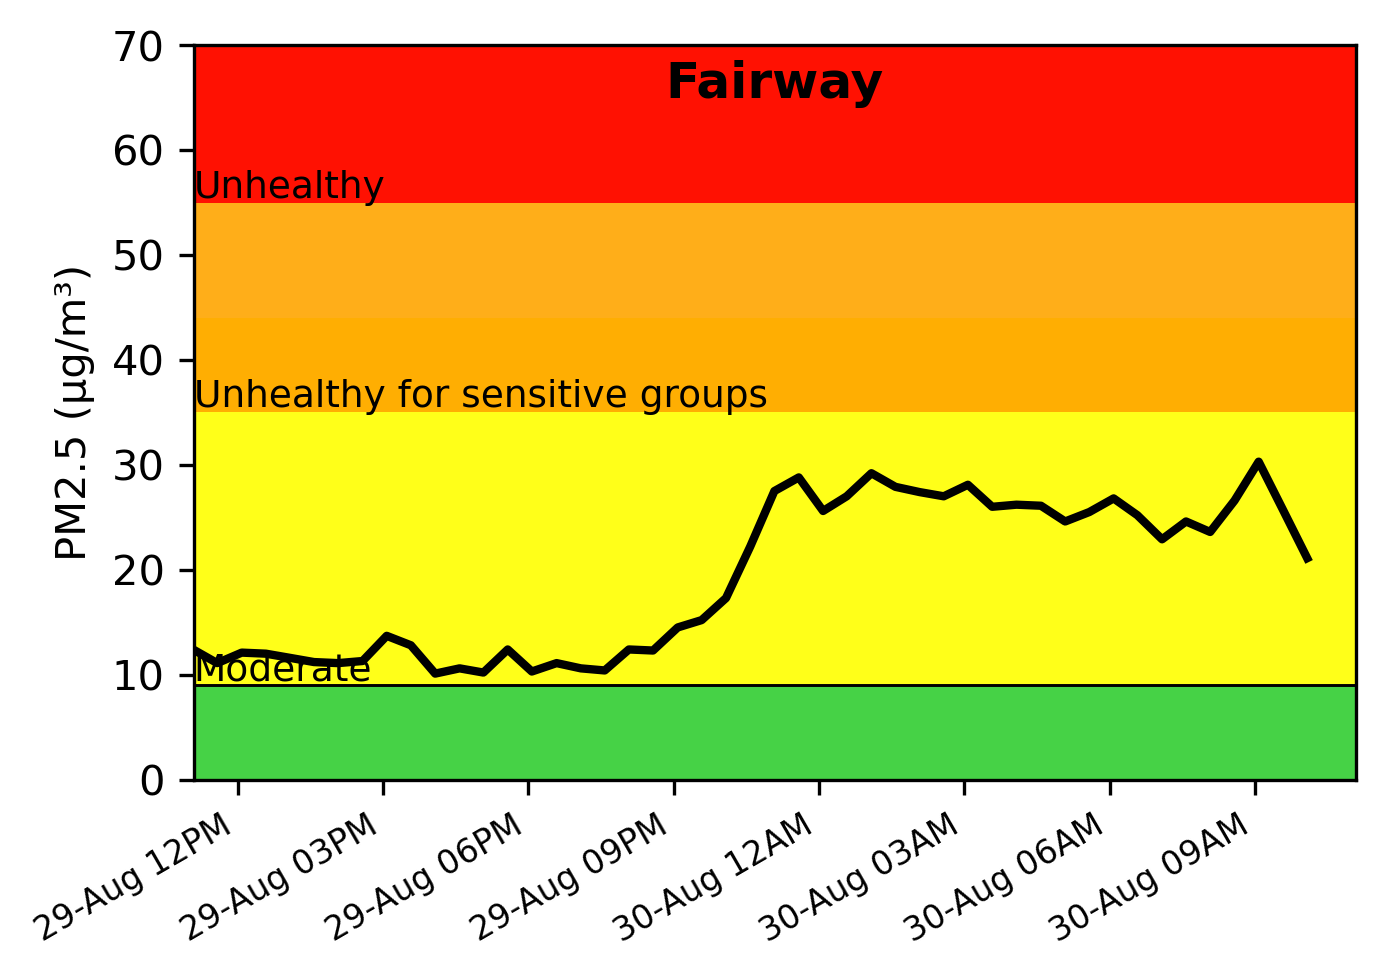 Fairway
70
60
50
40
30
20
10
0
PM2.5 (µg/m³)
Unhealthy
Unhealthy for sensitive groups
Moderate
29-Aug 12PM
29-Aug 03PM
29-Aug 06PM
29-Aug 09PM
30-Aug 12AM
30-Aug 03AM
30-Aug 06AM
30-Aug 09AM